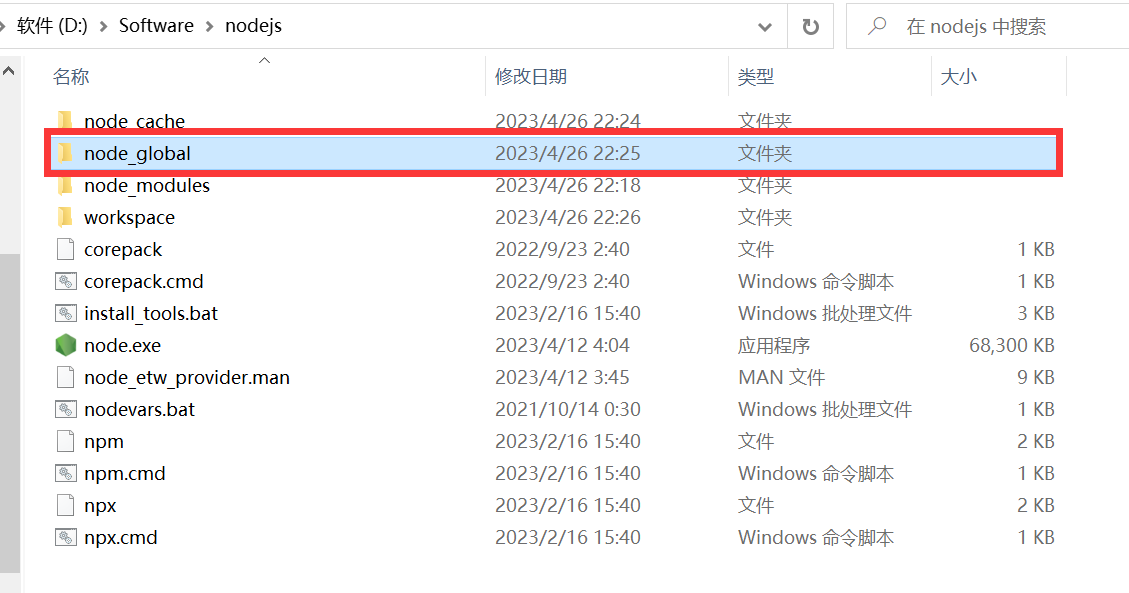 软件 (D:) > Software > nodejs
在 nodejs 中搜索
名称 修改日期 类型 大小
node_cache 2023/4/26 22:24 文件夹
node_global 2023/4/26 22:25 文件夹
node_modules 2023/4/26 22:18 文件夹
workspace 2023/4/26 22:26 文件夹
corepack 2022/9/23 2:40 文件 1 KB
corepack.cmd 2022/9/23 2:40 Windows 命令脚本 1 KB
install_tools.bat 2023/2/16 15:40 Windows 批处理文件 3 KB
node.exe 2023/4/12 4:04 应用程序 68,300 KB
node_etw_provider.man 2023/4/12 3:45 MAN 文件 9 KB
nodevars.bat 2021/10/14 0:30 Windows 批处理文件 1 KB
npm 2023/2/16 15:40 文件 2 KB
npm.cmd 2023/2/16 15:40 Windows 命令脚本 1 KB
npx 2023/2/16 15:40 文件 2 KB
npx.cmd 2023/2/16 15:40 Windows 命令脚本 1 KB